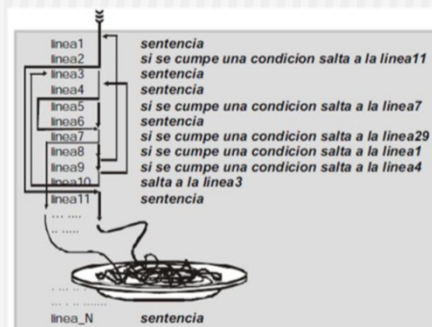 linea1 sentencia
linea2 si se cumpe una condicion salta a la linea11
linea3 sentencia
linea4 sentencia
linea5 si se cumpe una condicion salta a la linea7
linea6 sentencia
linea7 si se cumpe una condicion salta a la linea29
linea8 si se cumpe una condicion salta a la linea1
linea9 si se cumpe una condicion salta a la linea4
linea10 salta a la linea3
linea11 sentencia
... ....
.. .....
. ... .. .
... . .. .......
linea_N sentencia